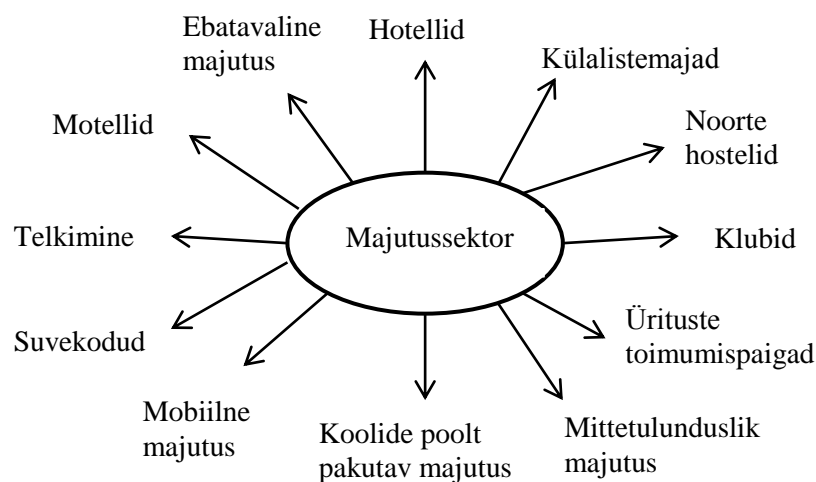 Ebatavaline
majutus
Hotellid
Külalistemajad
Motellid
Noorte
hostelid
Telkimine
Majutussektor
Klubid
Suvekodud
Ürituste
toimumispaigad
Mobiilne
majutus
Koolide poolt
pakutav majutus
Mittetulunduslik
majutus